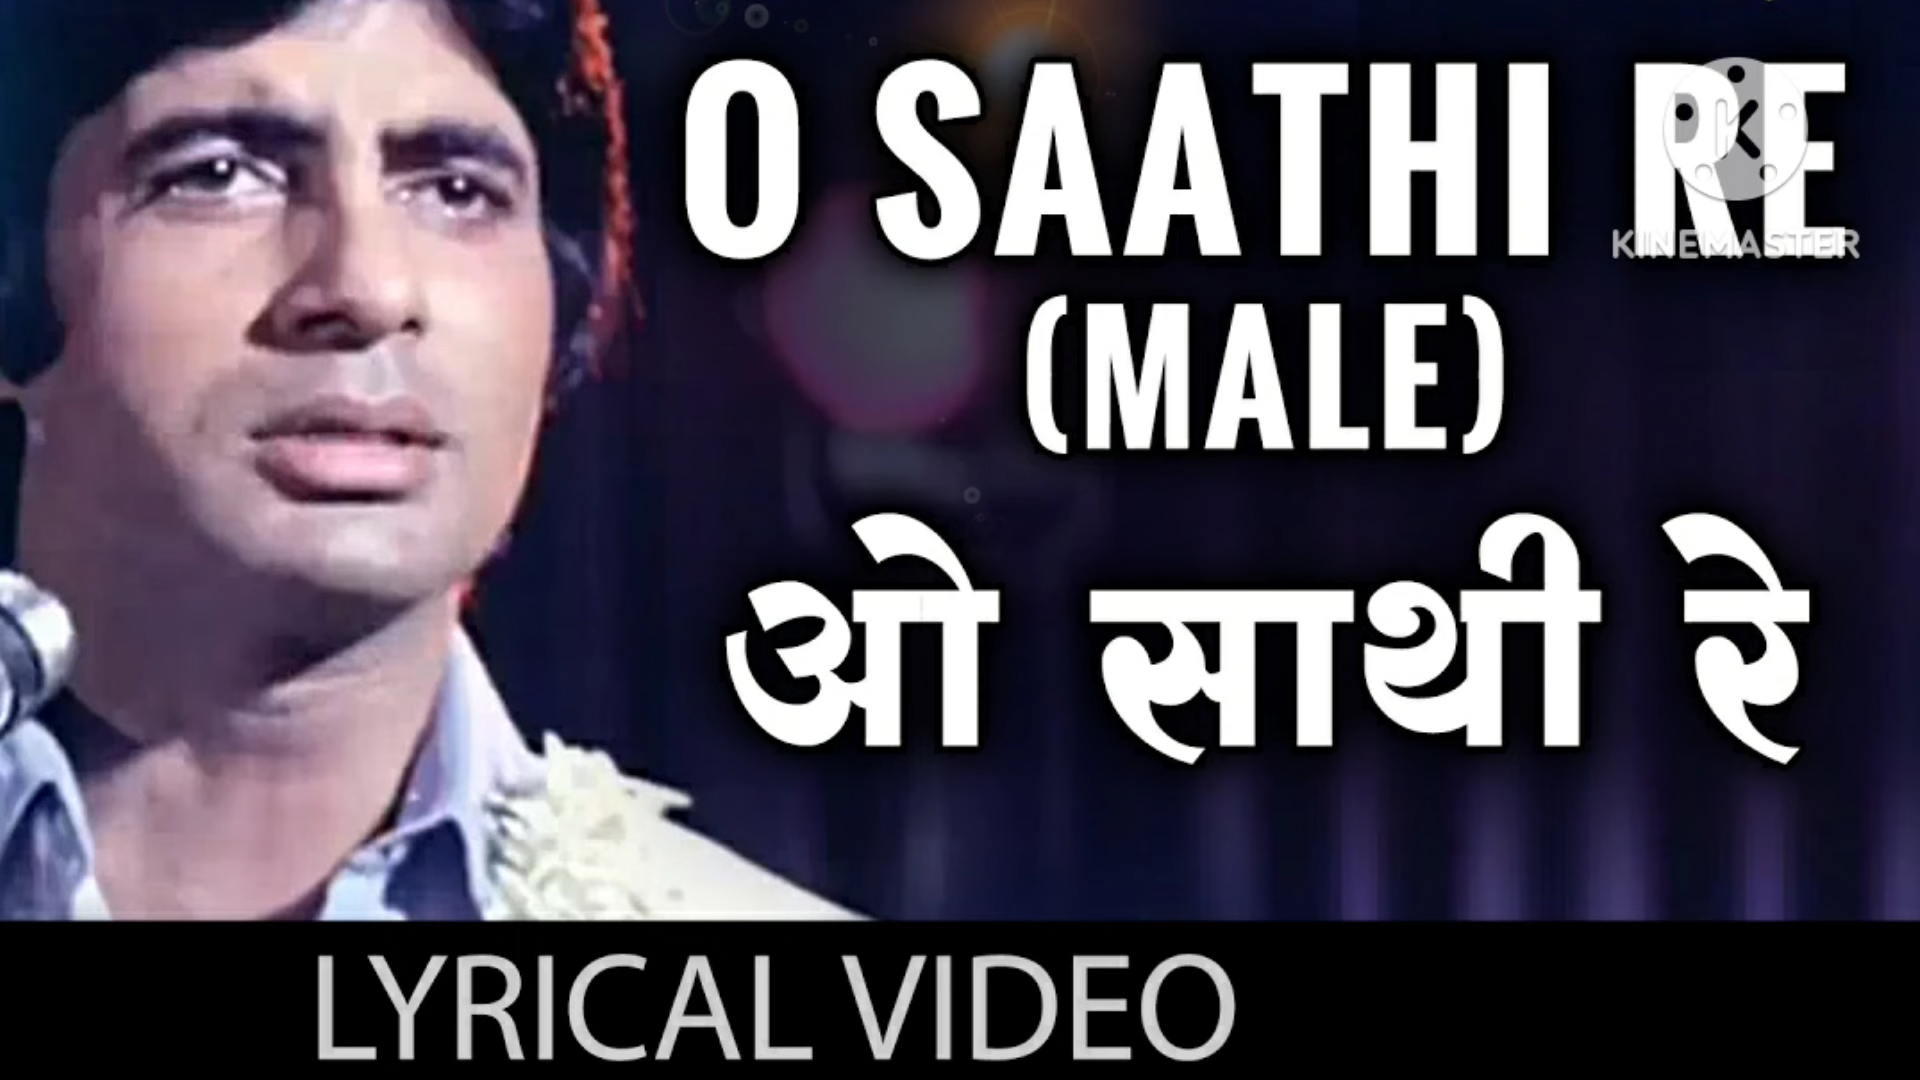 O SAATHI RE
KINEMASTER
(MALE)
ओ साथी रे
LYRICAL VIDEO